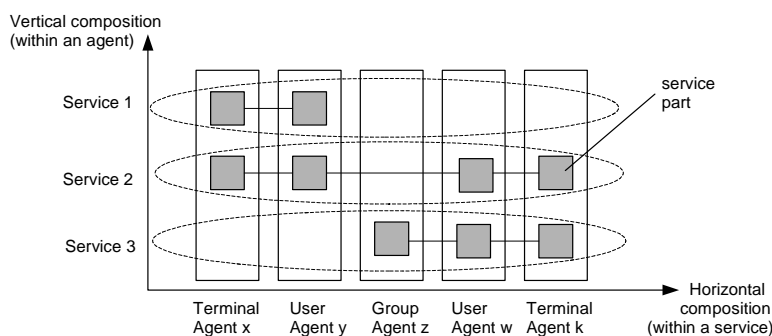 Vertical composition
(within an agent)
Service 1
service
part
Service 2
Service 3
Terminal
Agent x
User
Agent y
Group
Agent z
User
Agent w
Terminal
Agent k
Horizontal
composition
(within a service)